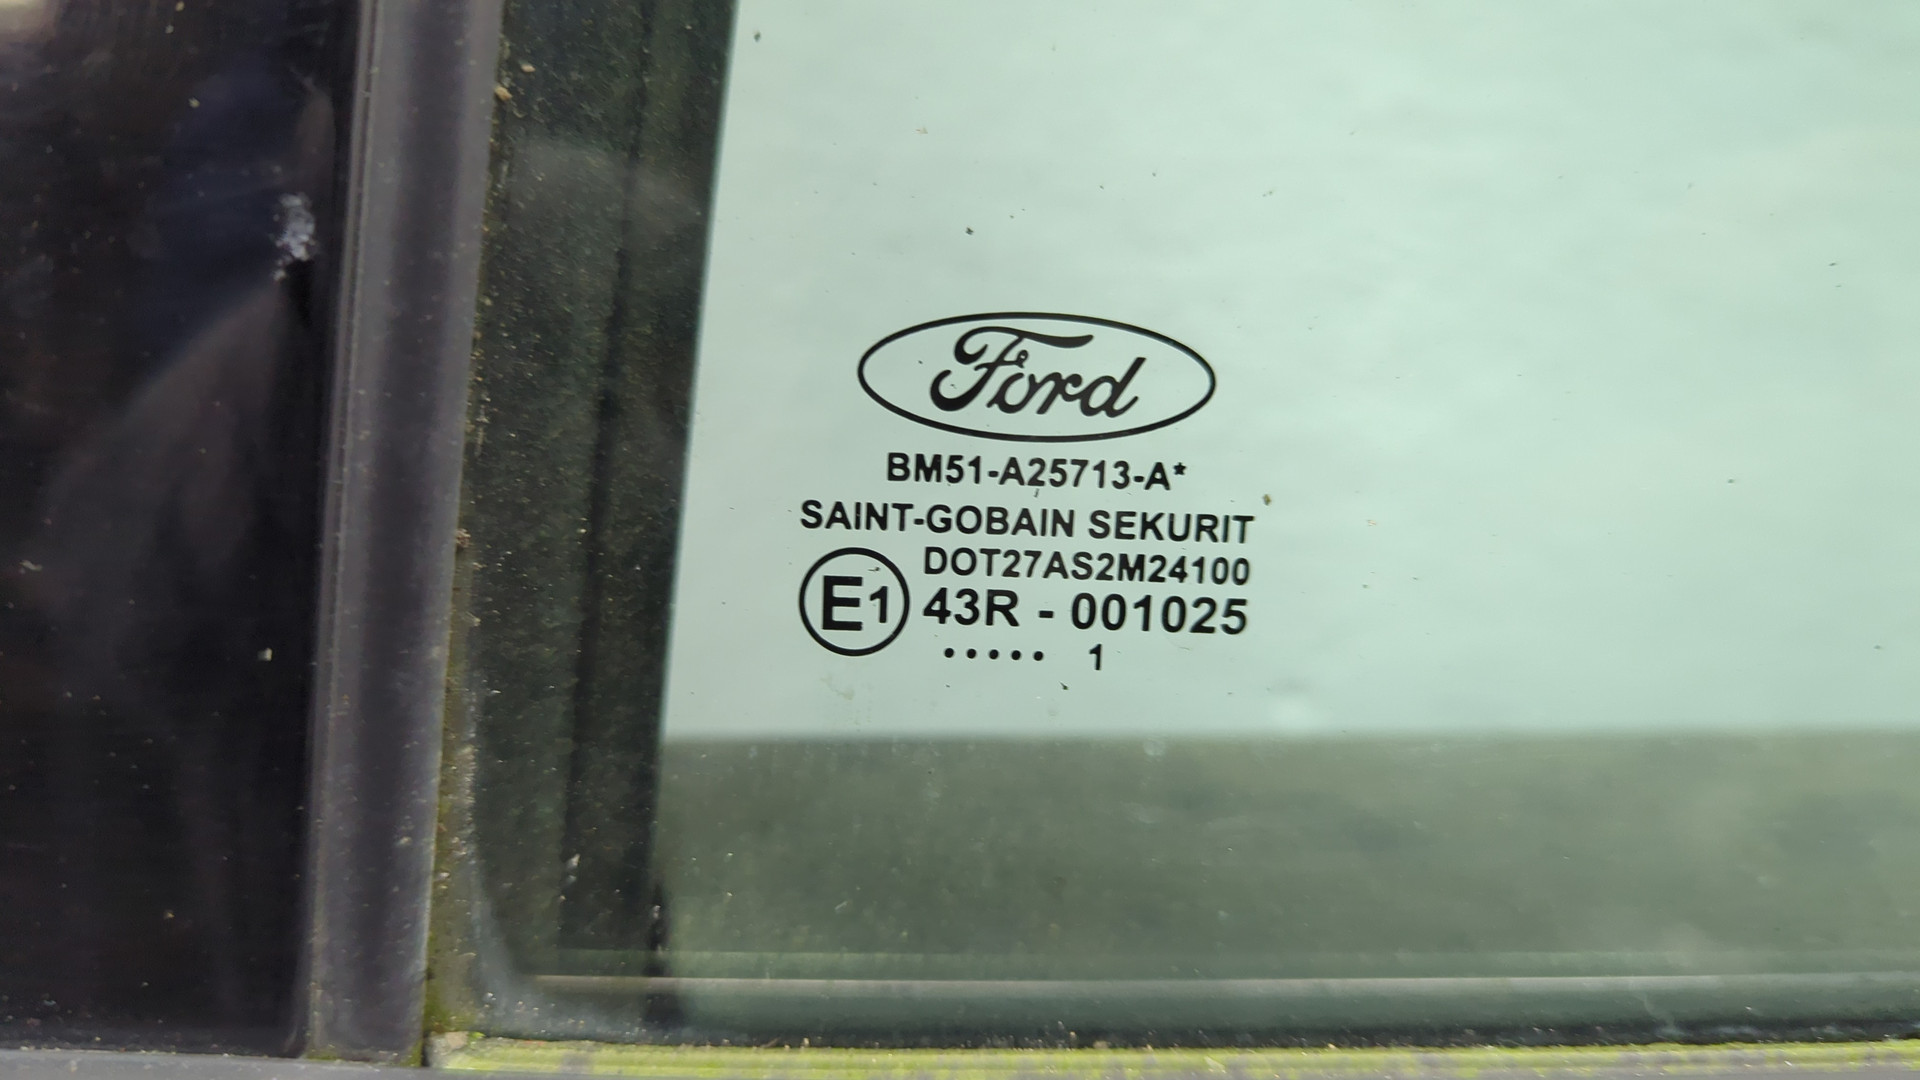 Ford
BM51-A25713-A*
SAINT-GOBAIN SEKURIT
DOT27AS2M24100
E1 43R - 001025
..... 1